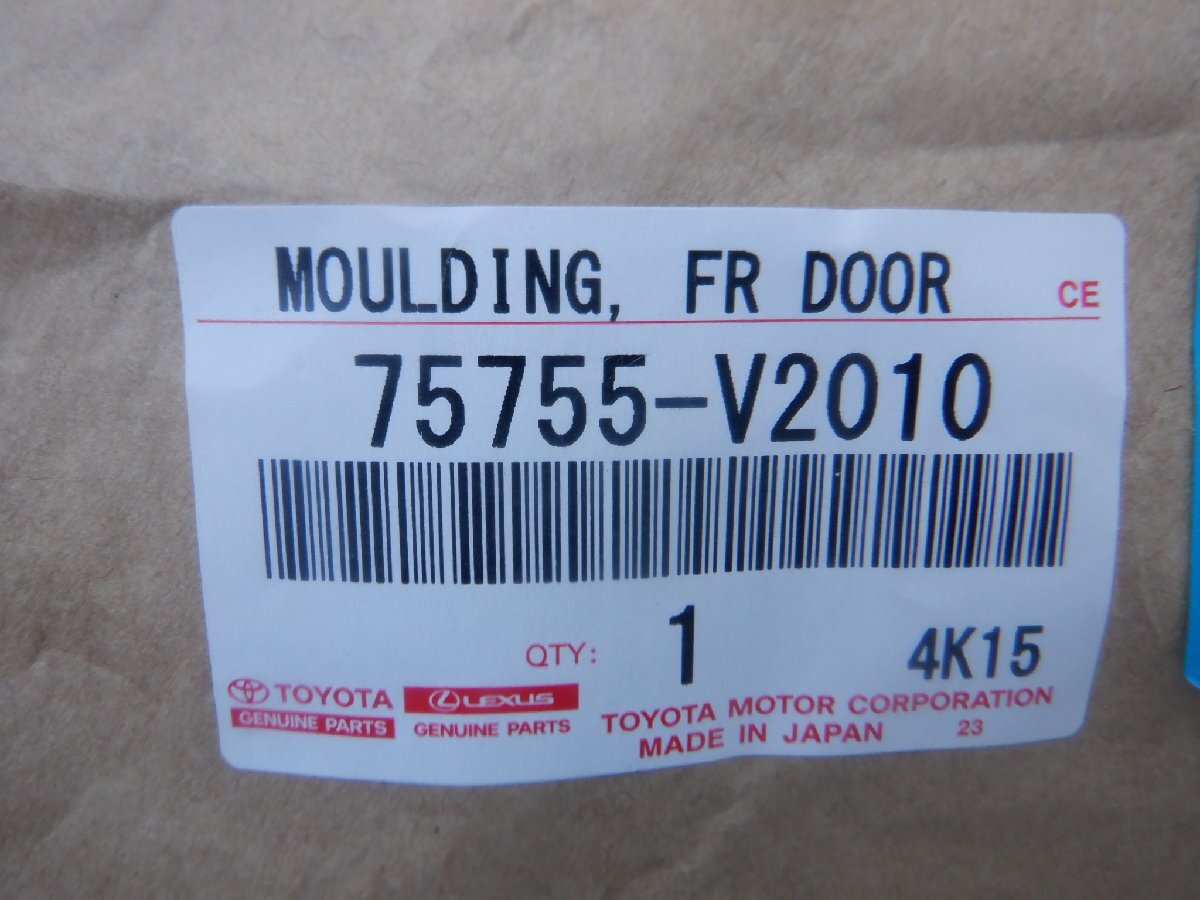 MOULDING, FR DOOR
CE
75755-V2010
QTY: 1 4K15
TOYOTA
GENUINE PARTS
LEXUS
GENUINE PARTS
TOYOTA MOTOR CORPORATION
MADE IN JAPAN 23